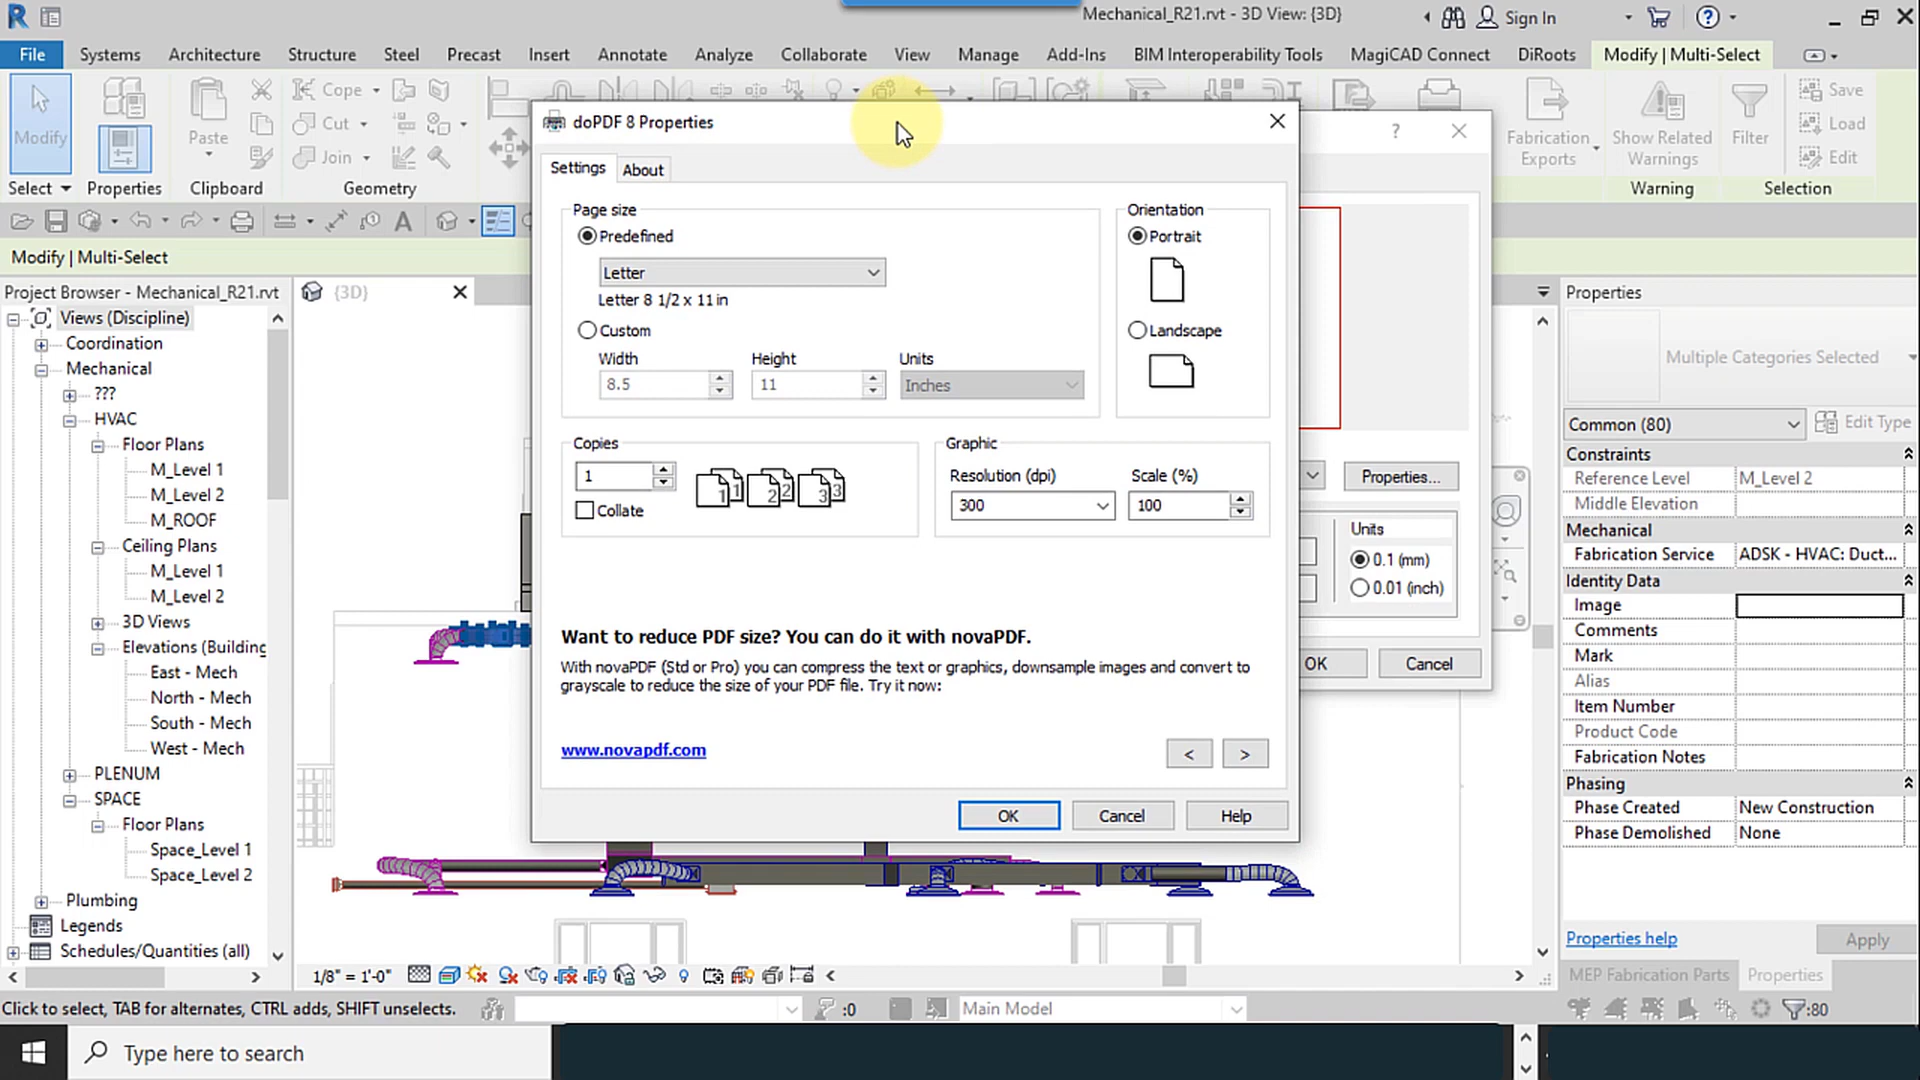 Mechanical_R21.rvt - 3D View: {3D}
Sign In
File Systems Architecture Structure Steel Precast Insert Annotate Analyze Collaborate View Manage Add-Ins BIM Interoperability Tools MagiCAD Connect DiRoots Modify | Multi-Select
Modify
Paste
Cope
Cut
Join
Fabrication Exports
Show Related Warnings
Filter
Save
Load
Edit
Select Properties Clipboard Geometry Warning Selection
Modify | Multi-Select
Project Browser - Mechanical_R21.rvt
Views (Discipline)
Coordination
Mechanical
???
HVAC
Floor Plans
M_Level 1
M_Level 2
M_ROOF
Ceiling Plans
M_Level 1
M_Level 2
3D Views
Elevations (Building
East - Mech
North - Mech
South - Mech
West - Mech
PLENUM
SPACE
Floor Plans
Space_Level 1
Space_Level 2
Plumbing
Legends
Schedules/Quantities (all)
{3D}
doPDF 8 Properties
Settings About
Page size
Predefined
Letter
Letter 8 1/2 x 11 in
Custom
Width Height Units
8.5 11 Inches
Orientation
Portrait
Landscape
Copies
1
Collate
1 1 2 2 3 3
Graphic
Resolution (dpi) Scale (%)
300 100
Want to reduce PDF size? You can do it with novaPDF.
With novaPDF (Std or Pro) you can compress the text or graphics, downsample images and convert to
grayscale to reduce the size of your PDF file. Try it now:
www.novapdf.com
< >
OK Cancel Help
?
Properties...
Units
0.1 (mm)
0.01 (inch)
OK Cancel
Properties
Multiple Categories Selected
Common (80) Edit Type
Constraints
Reference Level M_Level 2
Middle Elevation
Mechanical
Fabrication Service ADSK - HVAC: Duct...
Identity Data
Image
Comments
Mark
Alias
Item Number
Product Code
Fabrication Notes
Phasing
Phase Created New Construction
Phase Demolished None
Properties help Apply
MEP Fabrication Parts Properties
1/8" = 1'-0"
Click to select, TAB for alternates, CTRL adds, SHIFT unselects. :0 Main Model :80
Type here to search